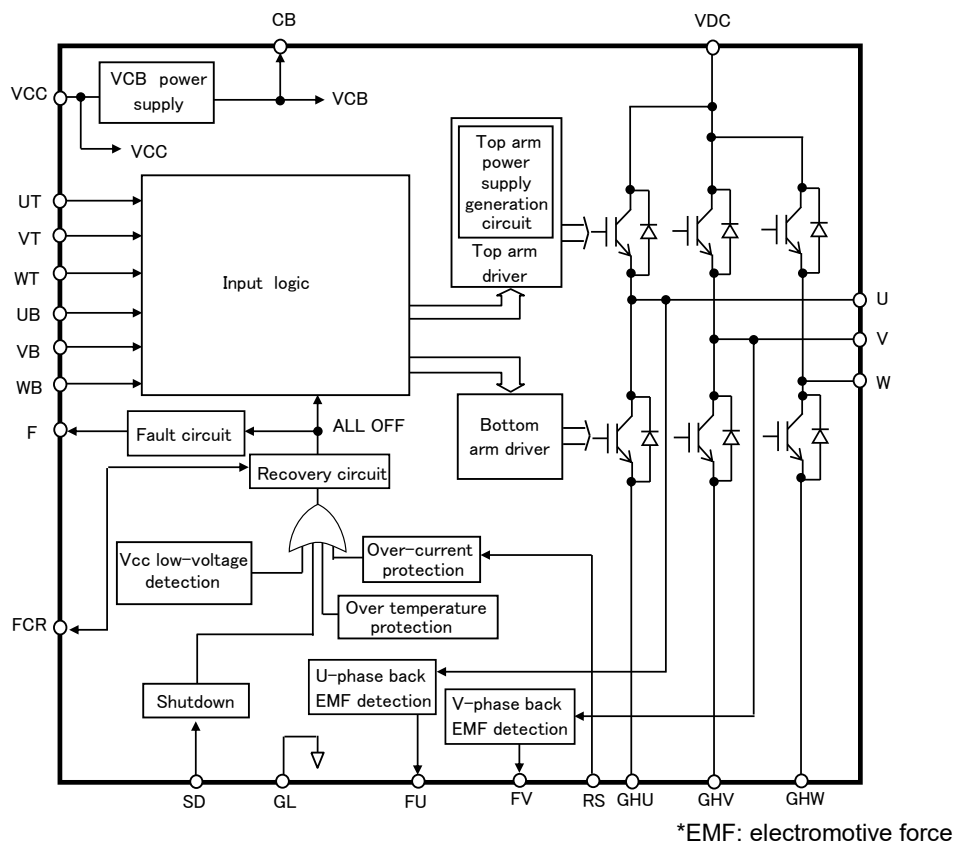 CB
VDC
VCC
VCB power
supply
VCB
VCC
Top arm
power
supply
generation
circuit
Top arm
driver
UT
VT
WT
UB
VB
WB
Input logic
U
V
W
F
Fault circuit
ALL OFF
Bottom
arm driver
Recovery circuit
Vcc low-voltage
detection
Over-current
protection
Over temperature
protection
FCR
Shutdown
U-phase back
EMF detection
V-phase back
EMF detection
SD
GL
FU
FV
RS
GHU
GHV
GHW
*EMF: electromotive force